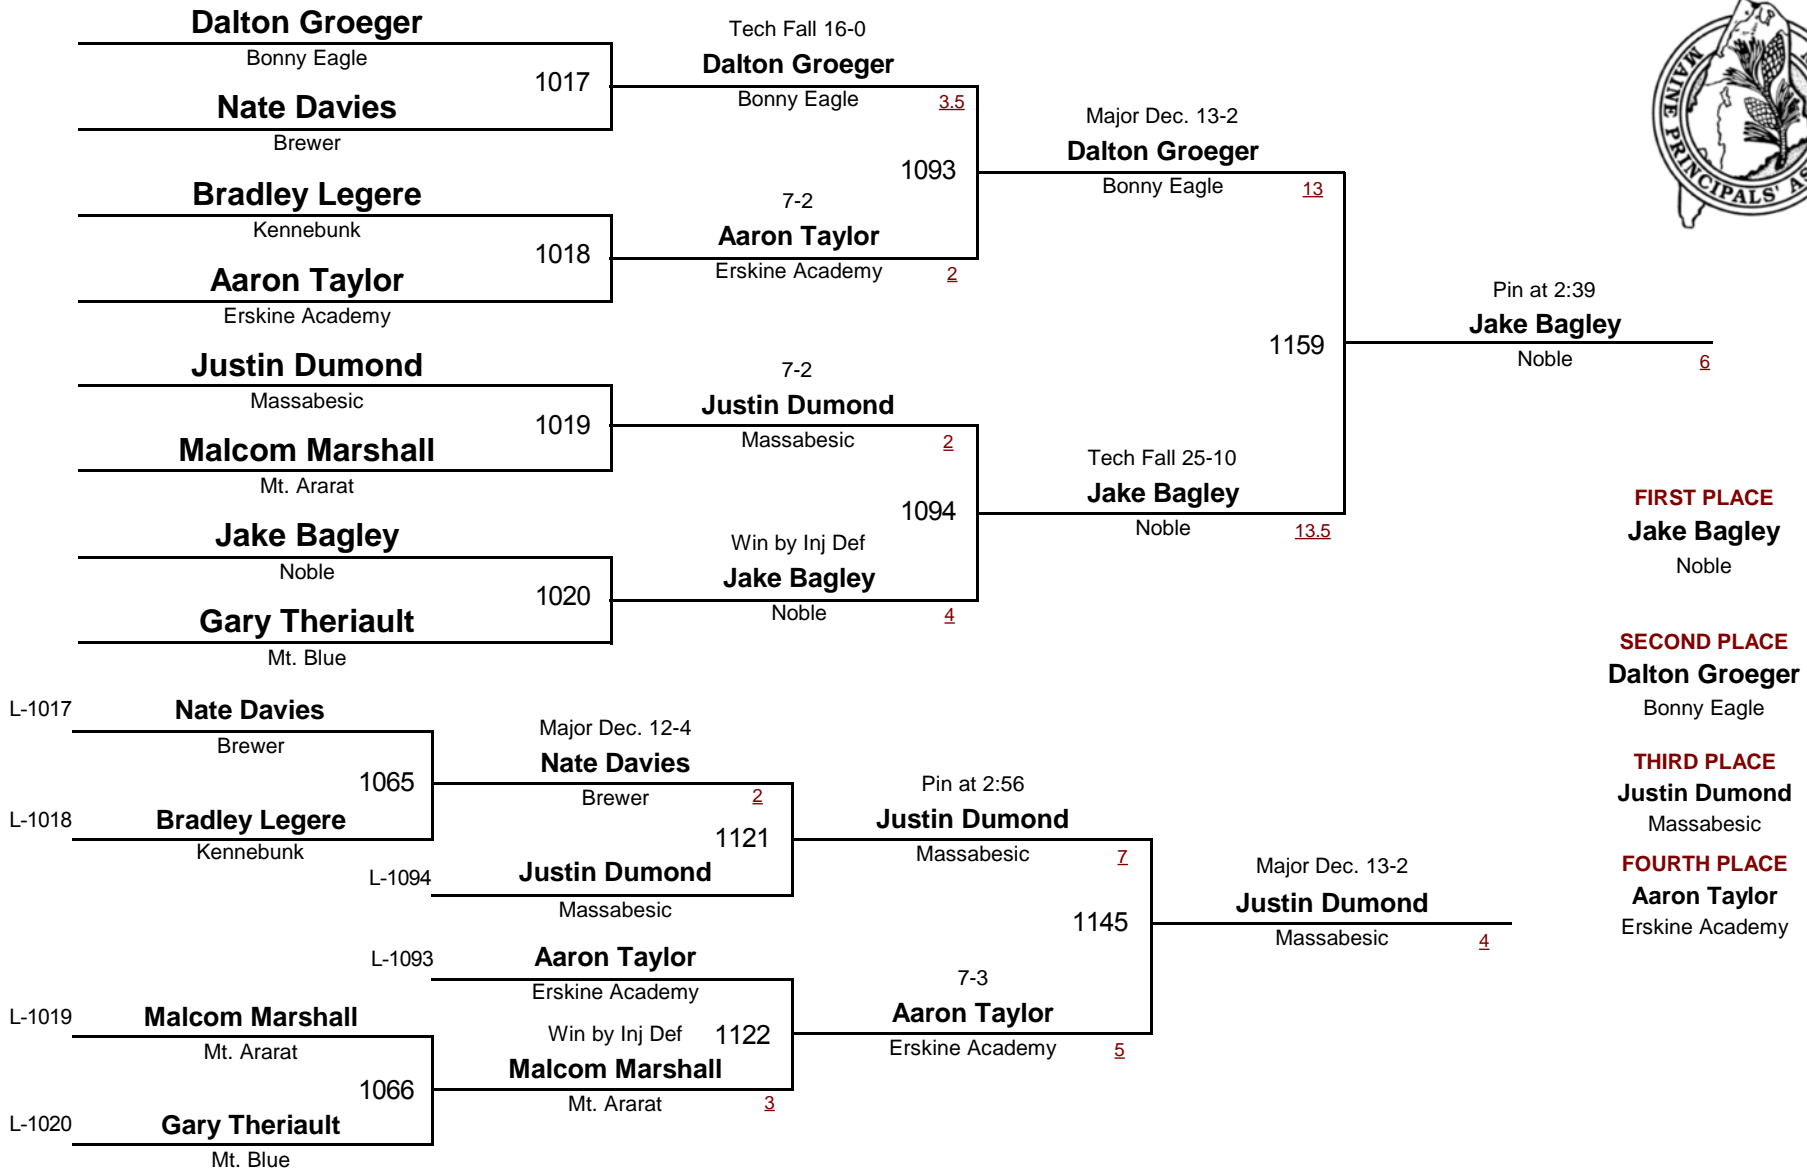 Dalton Groeger
Bonny Eagle
1017
Nate Davies
Brewer
Bradley Legere
Kennebunk
1018
Aaron Taylor
Erskine Academy
Justin Dumond
Massabesic
1019
Malcom Marshall
Mt. Ararat
Jake Bagley
Noble
1020
Gary Theriault
Mt. Blue
Tech Fall 16-0
Dalton Groeger
Bonny Eagle 3.5
1093
7-2
Aaron Taylor
Erskine Academy 2
7-2
Justin Dumond
Massabesic 2
1094
Win by Inj Def
Jake Bagley
Noble 4
Major Dec. 13-2
Dalton Groeger
Bonny Eagle 13
1159
Tech Fall 25-10
Jake Bagley
Noble 13.5
Pin at 2:39
Jake Bagley
Noble 6
MAINE PRINCIPALS' AS
FIRST PLACE
Jake Bagley
Noble
SECOND PLACE
Dalton Groeger
Bonny Eagle
THIRD PLACE
Justin Dumond
Massabesic
FOURTH PLACE
Aaron Taylor
Erskine Academy
L-1017 Nate Davies
Brewer
1065
L-1018 Bradley Legere
Kennebunk
Major Dec. 12-4
Nate Davies
Brewer 2
1121
L-1094 Justin Dumond
Massabesic
L-1093 Aaron Taylor
Erskine Academy
1122
L-1019 Malcom Marshall
Mt. Ararat
1066
L-1020 Gary Theriault
Mt. Blue
Win by Inj Def
Malcom Marshall
Mt. Ararat 3
Pin at 2:56
Justin Dumond
Massabesic 7
1145
7-3
Aaron Taylor
Erskine Academy 5
Major Dec. 13-2
Justin Dumond
Massabesic 4